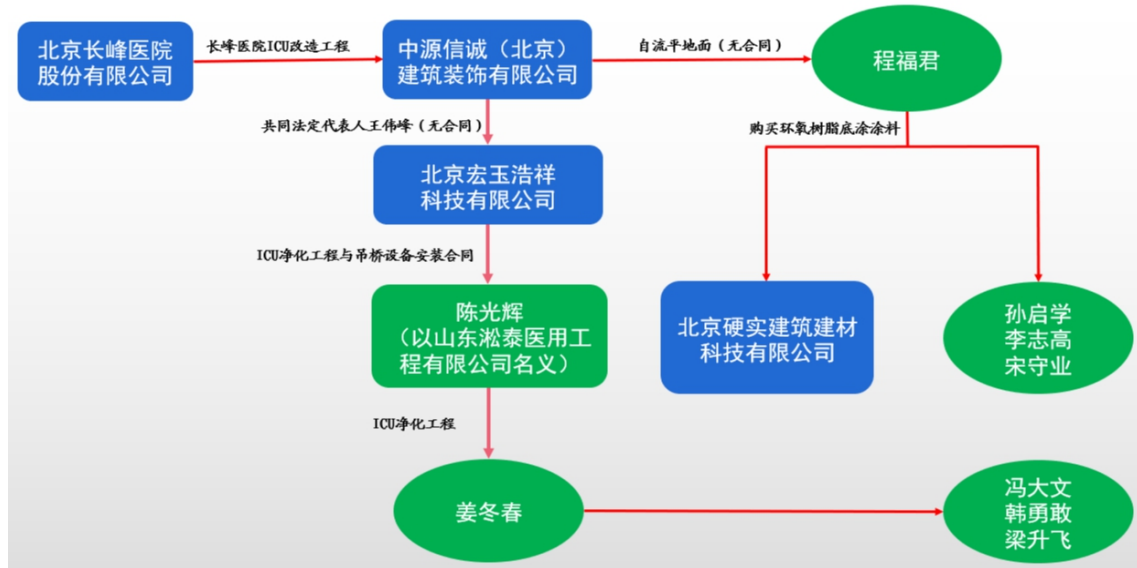 北京长峰医院
股份有限公司
长峰医院ICU改造工程
中源信诚（北京）
建筑装饰有限公司
自流平地面（无合同）
程福君
共同法定代表人王伟峰（无合同）
购买环氧树脂底涂涂料
北京宏玉浩祥
科技有限公司
ICU净化工程与吊桥设备安装合同
陈光辉
（以山东淞泰医用工
程有限公司名义）
北京硬实建筑建材
科技有限公司
孙启学
李志高
宋守业
ICU净化工程
姜冬春
冯大文
韩勇敢
梁升飞